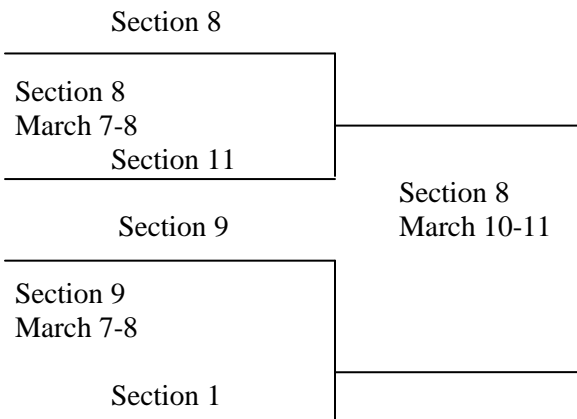 Section 8
Section 8
March 7-8
Section 11
Section 8
March 10-11
Section 9
Section 9
March 7-8
Section 1